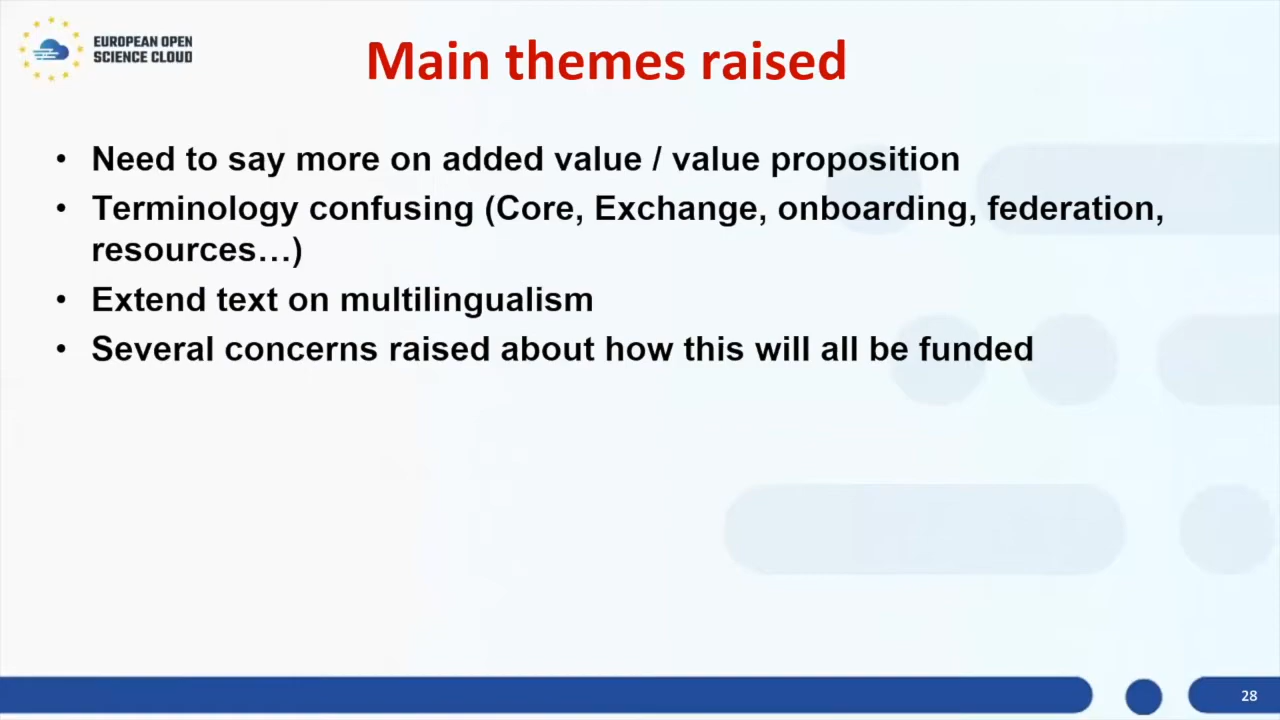 EUROPEAN OPEN
SCIENCE CLOUD
Main themes raised
• Need to say more on added value / value proposition
• Terminology confusing (Core, Exchange, onboarding, federation,
resources…)
• Extend text on multilingualism
• Several concerns raised about how this will all be funded
28